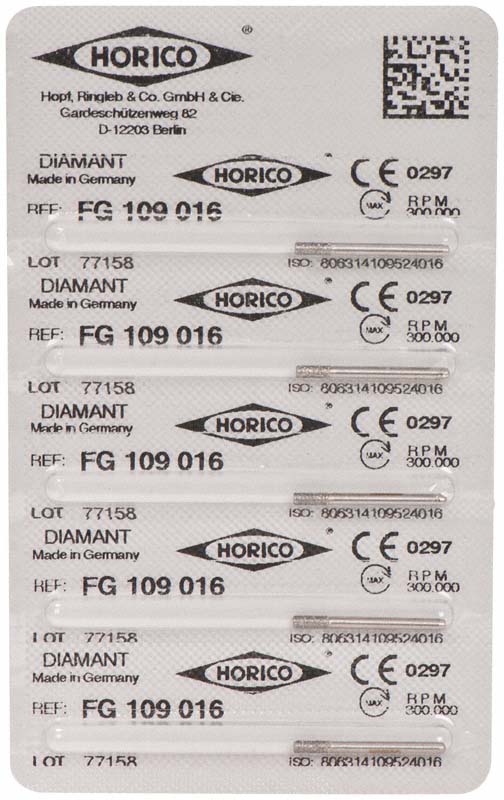 HORICO ®
Hopf, Ringleb & Co. GmbH & Cie.
Gardeschützenweg 82
D-12203 Berlin
DIAMANT HORICO ® CE 0297
Made in Germany
REF: FG 109 016 MAX RPM 300.000
LOT 77158 ISO: 806314109524016
DIAMANT HORICO ® CE 0297
Made in Germany
REF: FG 109 016 MAX RPM 300.000
LOT 77158 ISO: 806314109524016
DIAMANT HORICO ® CE 0297
Made in Germany
REF: FG 109 016 MAX RPM 300.000
LOT 77158 ISO: 806314109524016
DIAMANT HORICO ® CE 0297
Made in Germany
REF: FG 109 016 MAX RPM 300.000
LOT 77158 ISO: 806314109524016
DIAMANT HORICO ® CE 0297
Made in Germany
REF: FG 109 016 MAX RPM 300.000
LOT 77158 ISO: 806314109524016